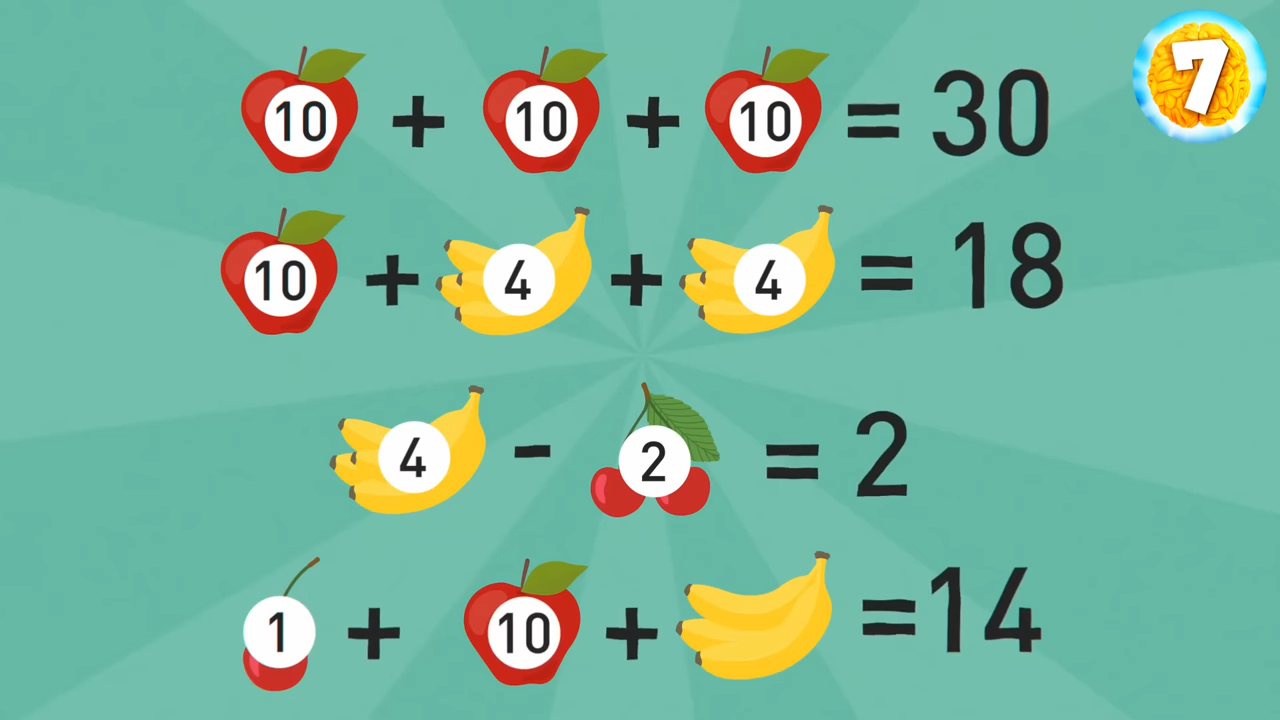 7
10 + 10 + 10 = 30
10 + 4 + 4 = 18
4 - 2 = 2
1 + 10 + =14